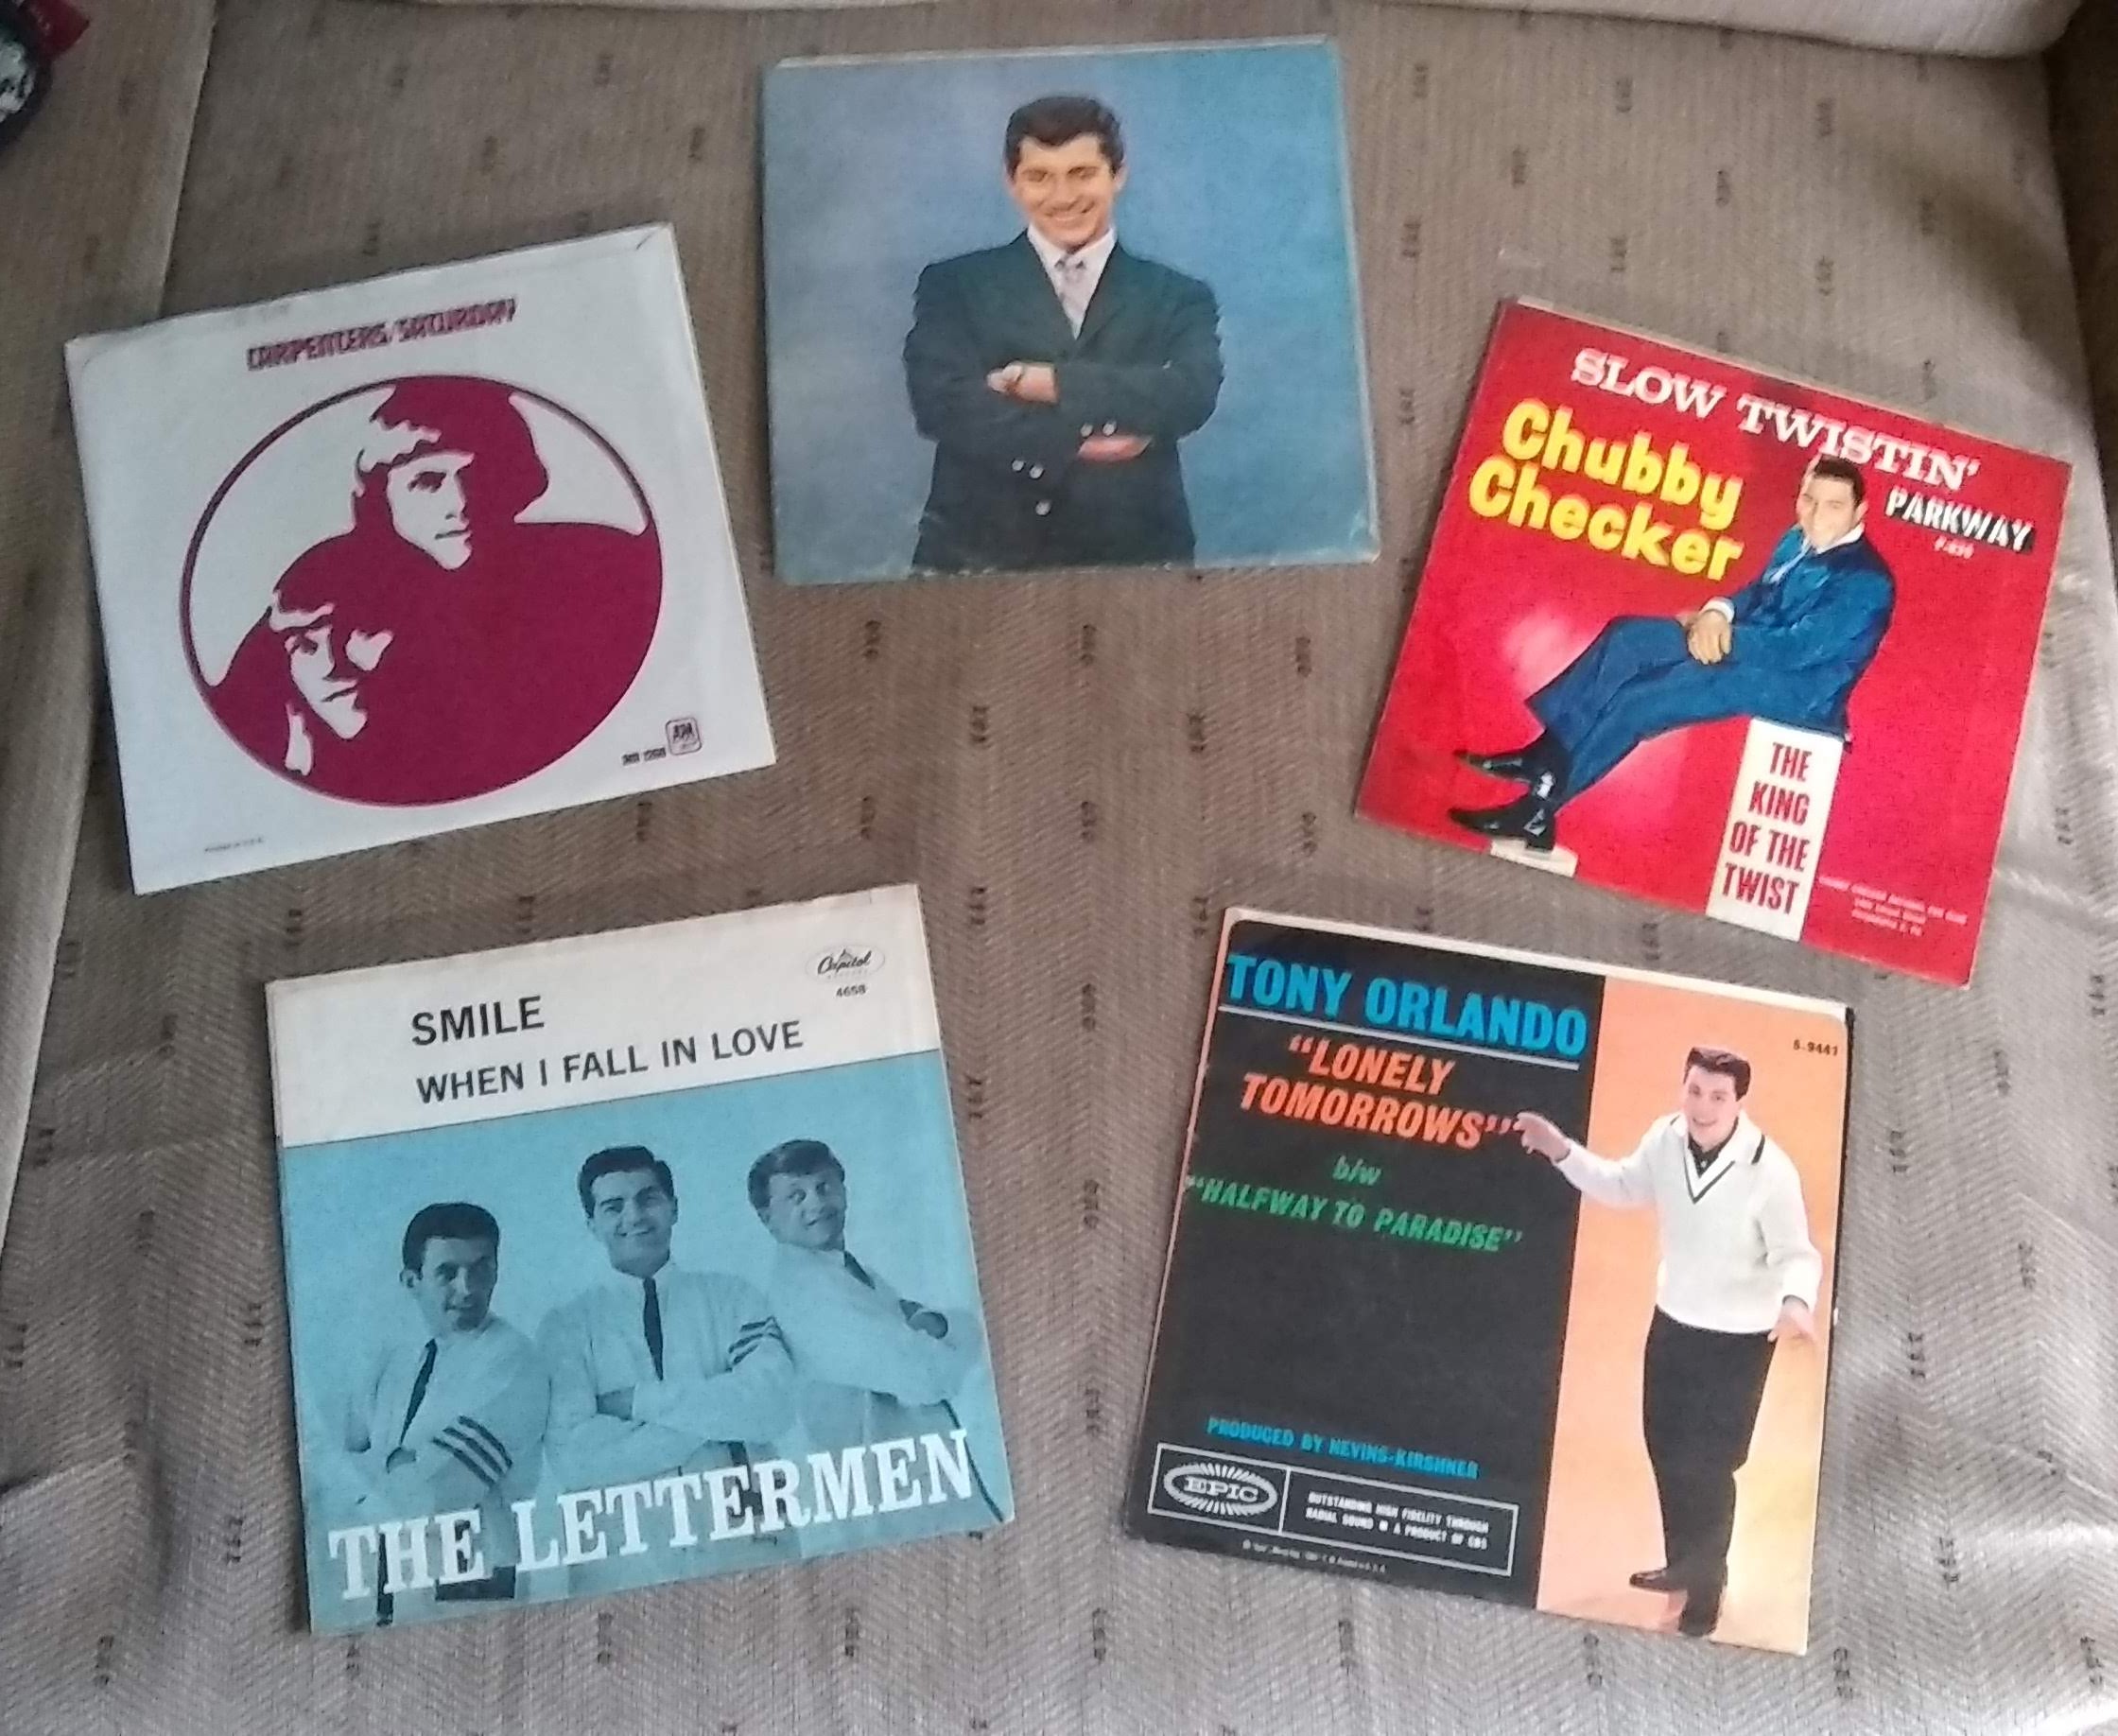 CARPENTERS/SATURDAY
A&M
SLOW TWISTIN'
Chubby
Checker
PARKWAY
THE
KING
OF THE
TWIST
Capitol
4658
SMILE
WHEN I FALL IN LOVE
THE LETTERMEN
TONY ORLANDO
5-9441
"LONELY
TOMORROWS"
b/w
"HALFWAY TO PARADISE"
PRODUCED BY NEVINS-KIRSHNER
EPIC
OUTSTANDING HIGH FIDELITY THROUGH
RADIAL SOUND ■ A PRODUCT OF CBS